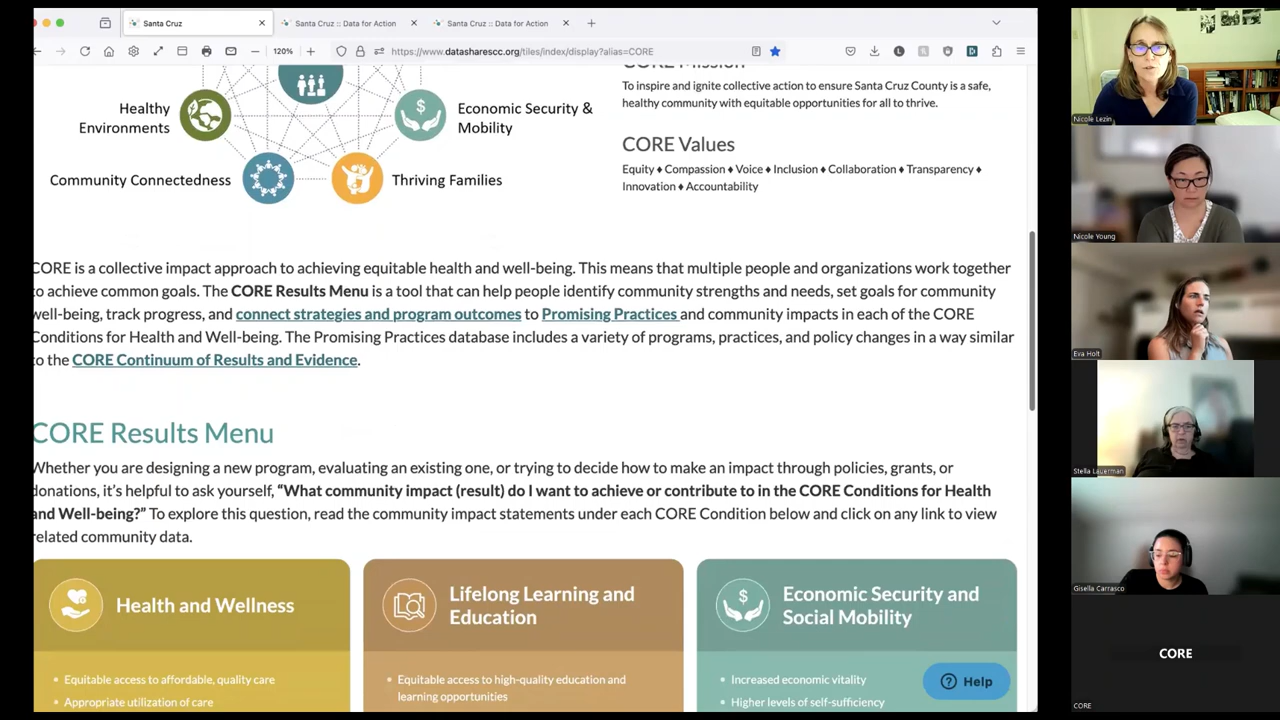 Santa Cruz
Santa Cruz :: Data for Action
Santa Cruz :: Data for Action
120%
https://www.datasharescc.org/tiles/index/display?alias=CORE
Healthy
Environments
Economic Security &
Mobility
Community Connectedness
Thriving Families
CORE Mission
To inspire and ignite collective action to ensure Santa Cruz County is a safe,
healthy community with equitable opportunities for all to thrive.
CORE Values
Equity ♦ Compassion ♦ Voice ♦ Inclusion ♦ Collaboration ♦ Transparency ♦
Innovation ♦ Accountability
CORE is a collective impact approach to achieving equitable health and well-being. This means that multiple people and organizations work together
to achieve common goals. The CORE Results Menu is a tool that can help people identify community strengths and needs, set goals for community
well-being, track progress, and connect strategies and program outcomes to Promising Practices and community impacts in each of the CORE
Conditions for Health and Well-being. The Promising Practices database includes a variety of programs, practices, and policy changes in a way similar
to the CORE Continuum of Results and Evidence.
CORE Results Menu
Whether you are designing a new program, evaluating an existing one, or trying to decide how to make an impact through policies, grants, or
donations, it's helpful to ask yourself, “What community impact (result) do I want to achieve or contribute to in the CORE Conditions for Health
and Well-being?” To explore this question, read the community impact statements under each CORE Condition below and click on any link to view
related community data.
Health and Wellness
Equitable access to affordable, quality care
Appropriate utilization of care
Lifelong Learning and
Education
Equitable access to high-quality education and
learning opportunities
Economic Security and
Social Mobility
Increased economic vitality
Higher levels of self-sufficiency
Help
Nicole Lezin
Nicole Young
Eva Holt
Stella Lauerman
Gisella Carrasco
CORE
CORE